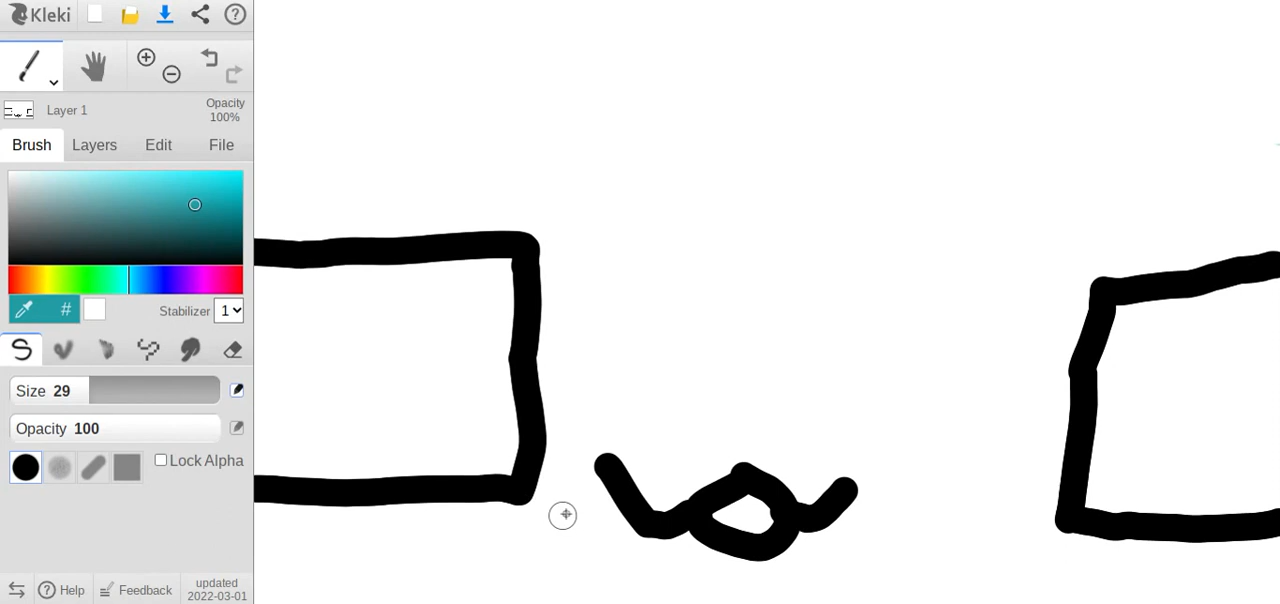 Kleki
Layer 1
Opacity
100%
Brush
Layers
Edit
File
#
Stabilizer 1
Size 29
Opacity 100
Lock Alpha
Help
Feedback
updated
2022-03-01